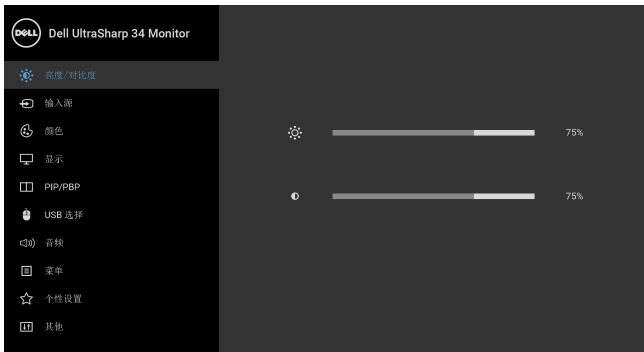 DELL Dell UltraSharp 34 Monitor
亮度/对比度
输入源
颜色
75%
显示
PIP/PBP
75%
USB 选择
音频
菜单
个性设置
其他